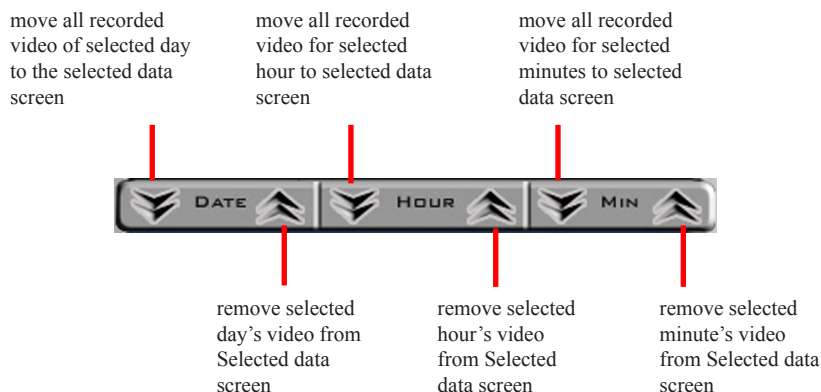 move all recorded
video of selected day
to the selected data
screen
move all recorded
video for selected
hour to selected data
screen
move all recorded
video for selected
minutes to selected
data screen
DATE
HOUR
MIN
remove selected
day’s video from
Selected data
screen
remove selected
hour’s video
from Selected
data screen
remove selected
minute’s video
from Selected data
screen